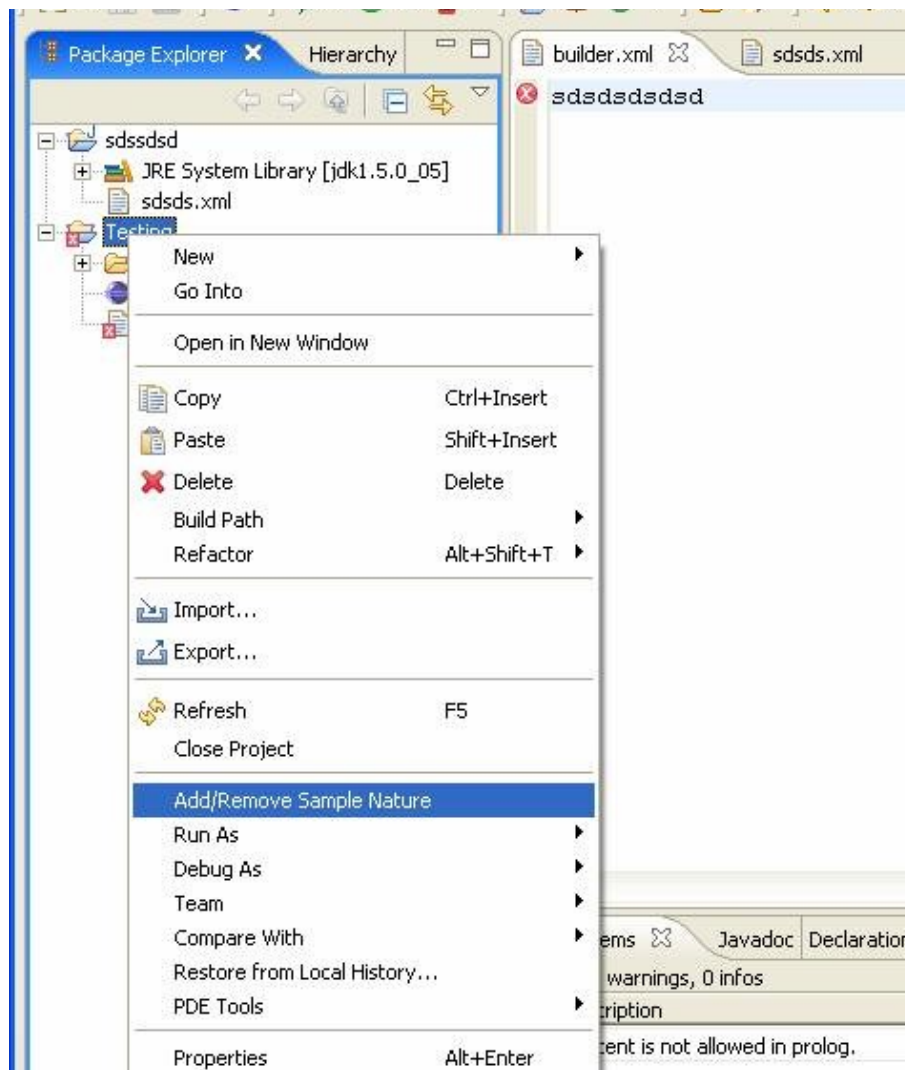 Package Explorer
Hierarchy
builder.xml
sdsds.xml
sdsdsdsdsd
sdssdsd
JRE System Library [jdk1.5.0_05]
sdsds.xml
Testing
New
Go Into
Open in New Window
Copy Ctrl+Insert
Paste Shift+Insert
Delete Delete
Build Path
Refactor Alt+Shift+T
Import...
Export...
Refresh F5
Close Project
Add/Remove Sample Nature
Run As
Debug As
Team
Compare With
Restore from Local History...
PDE Tools
Properties Alt+Enter
ems Javadoc Declaration
warnings, 0 infos
cription
tent is not allowed in prolog.